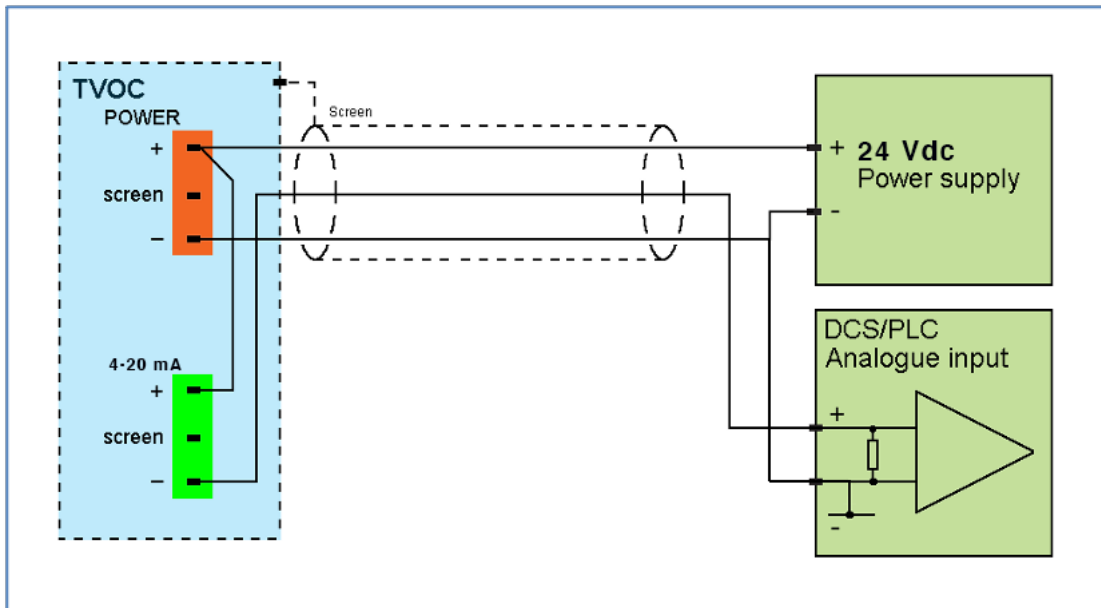 TVOC
POWER
+
screen
–
4-20 mA
+
screen
–
Screen
+ 24 Vdc
Power supply
-
DCS/PLC
Analogue input
+
-